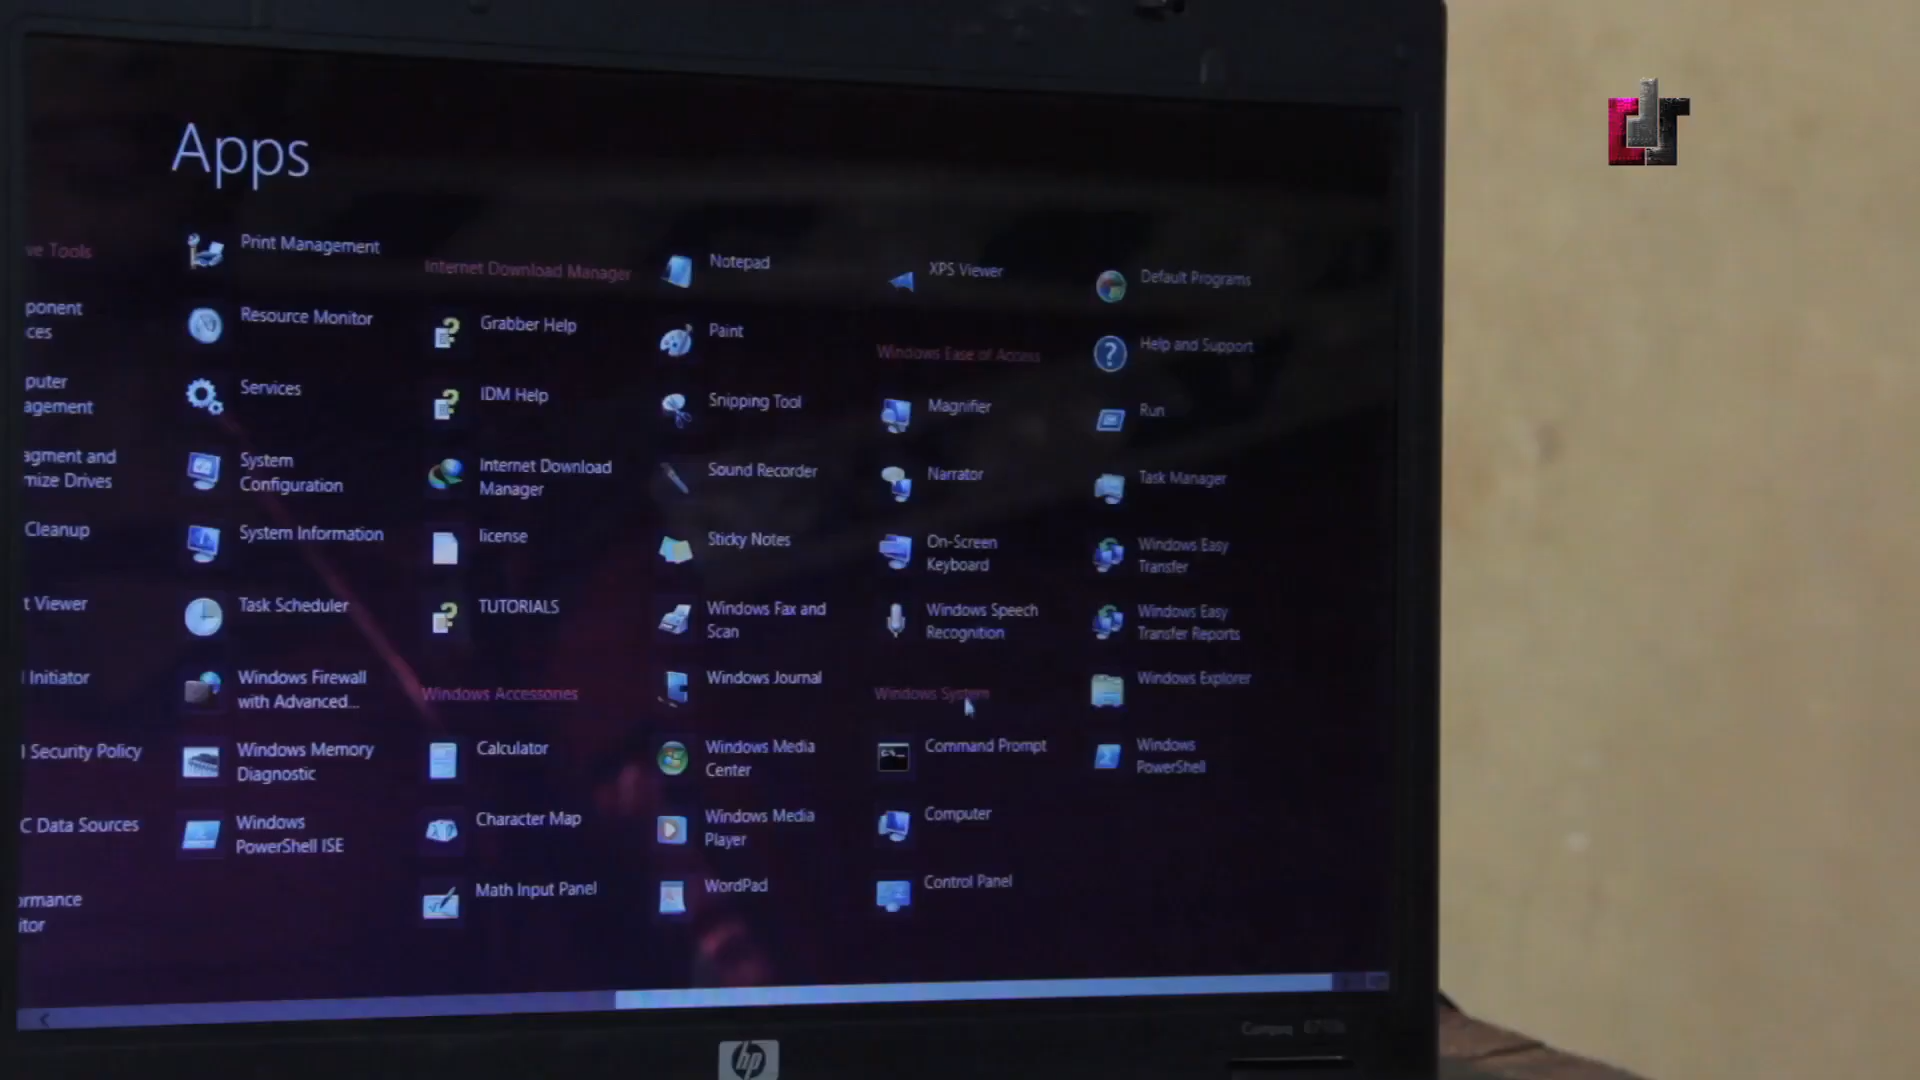 Apps
ve Tools
ponent
ces
puter
agement
agment and
mize Drives
Cleanup
t Viewer
I Initiator
l Security Policy
C Data Sources
ormance
itor
Print Management
Resource Monitor
Services
System
Configuration
System Information
Task Scheduler
Windows Firewall
with Advanced...
Windows Memory
Diagnostic
Windows
PowerShell ISE
Internet Download Manager
Grabber Help
IDM Help
Internet Download
Manager
license
TUTORIALS
Windows Accessories
Calculator
Character Map
Math Input Panel
Notepad
Paint
Snipping Tool
Sound Recorder
Sticky Notes
Windows Fax and
Scan
Windows Journal
Windows Media
Center
Windows Media
Player
WordPad
XPS Viewer
Windows Ease of Access
Magnifier
Narrator
On-Screen
Keyboard
Windows Speech
Recognition
Windows System
Command Prompt
Computer
Control Panel
Default Programs
Help and Support
Run
Task Manager
Windows Easy
Transfer
Windows Easy
Transfer Reports
Windows Explorer
Windows
PowerShell
hp
Compaq